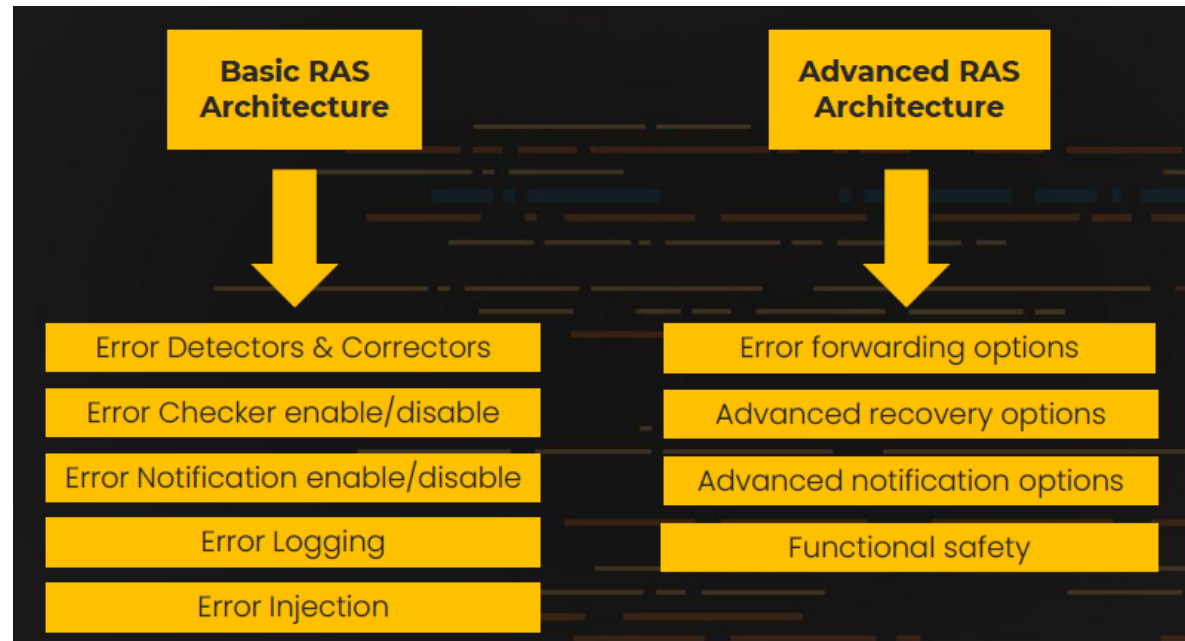 Basic RAS
Architecture
Error Detectors & Correctors
Error Checker enable/disable
Error Notification enable/disable
Error Logging
Error Injection
Advanced RAS
Architecture
Error forwarding options
Advanced recovery options
Advanced notification options
Functional safety